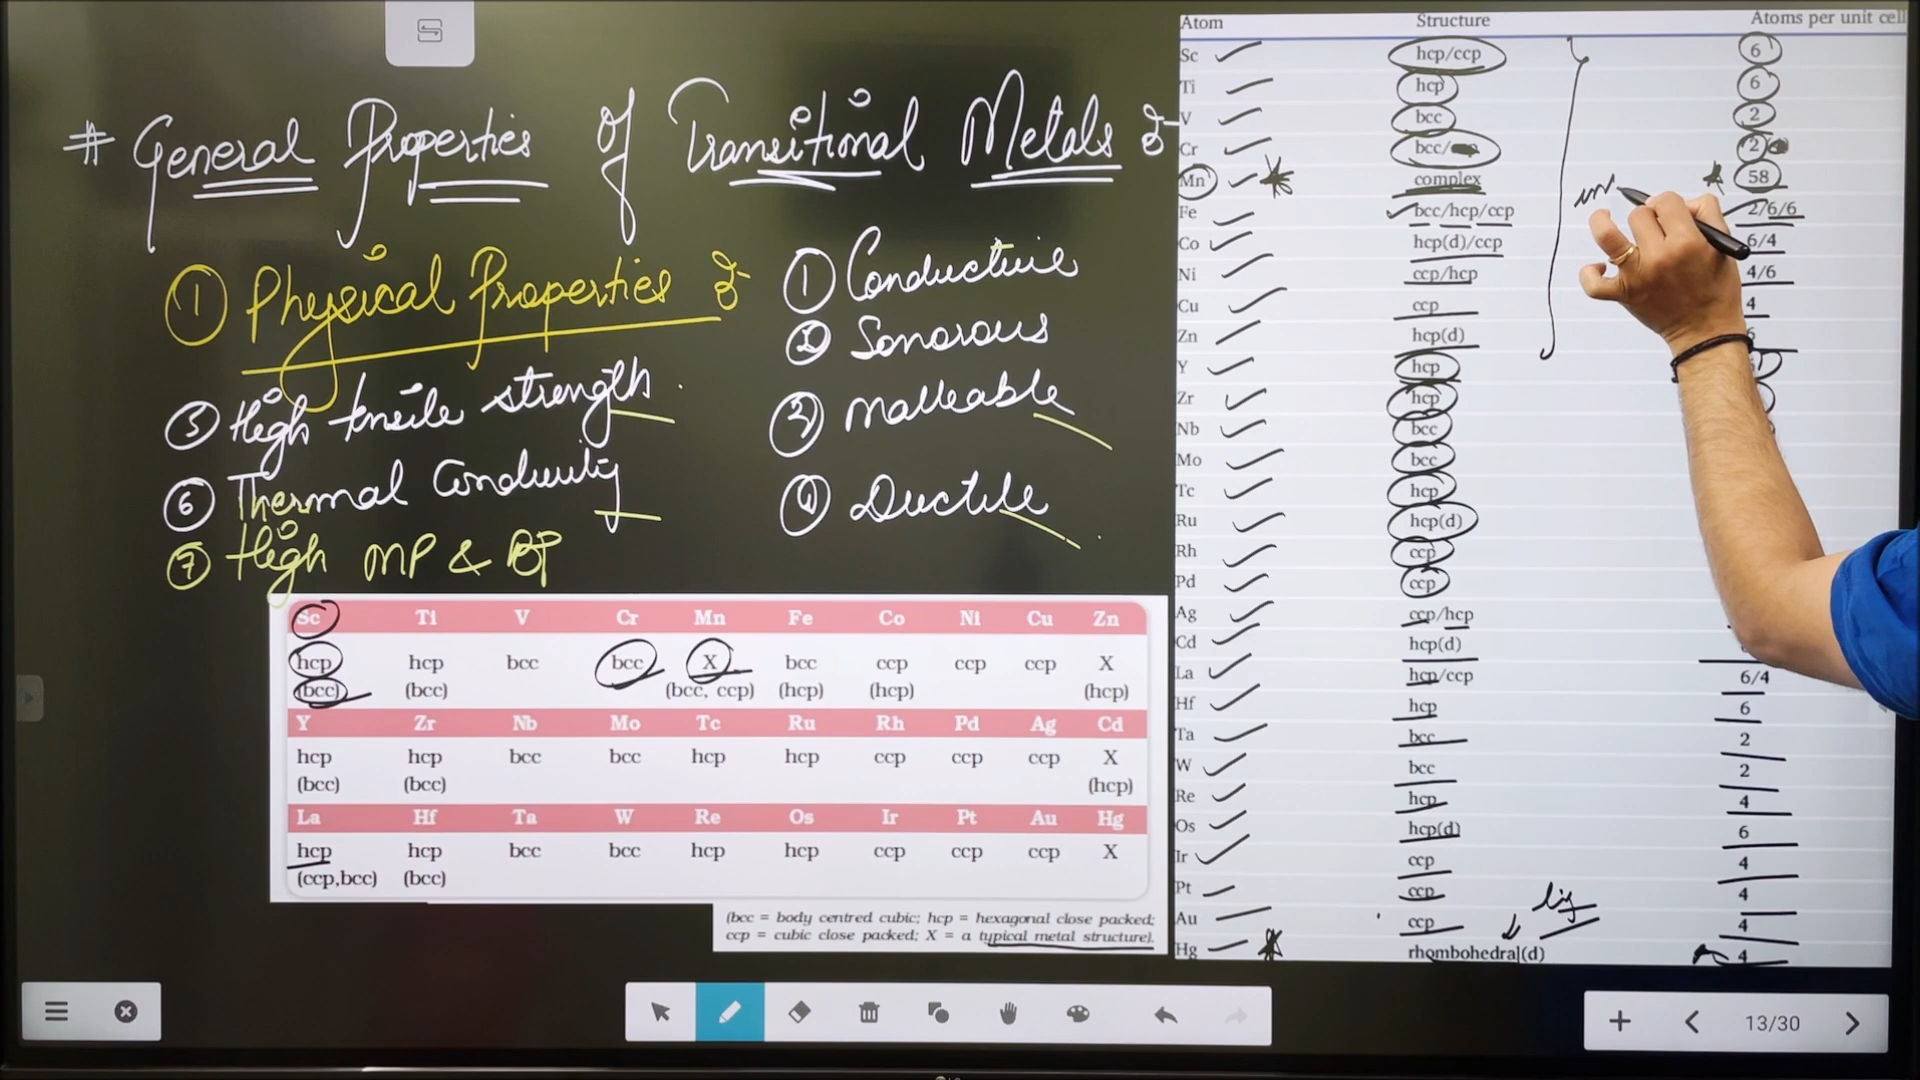 # General Properties of Transitional Metals :-
① Physical Properties :-
① Conductive
② Sonorous
③ Malleable
④ Ductile
⑤ High tensile strength.
⑥ Thermal Conducuity
⑦ High MP & BP
Sc Ti V Cr Mn Fe Co Ni Cu Zn
hcp hcp bcc bcc X bcc ccp ccp ccp X
(bcc) (bcc) (bcc, ccp) (hcp) (hcp) (hcp)
Y Zr Nb Mo Tc Ru Rh Pd Ag Cd
hcp hcp bcc bcc hcp hcp ccp ccp ccp X
(bcc) (bcc) (hcp)
La Hf Ta W Re Os Ir Pt Au Hg
hcp hcp bcc bcc hcp hcp ccp ccp ccp X
(ccp,bcc) (bcc)
(bcc = body centred cubic; hcp = hexagonal close packed;
ccp = cubic close packed; X = a typical metal structure).
Atom Structure Atoms per unit cell
Sc hcp/ccp 6
Ti hcp 6
V bcc 2
Cr bcc/ 2
Mn complex 58
Fe bcc/hcp/ccp 2/6/6
Co hcp(d)/ccp 6/4
Ni ccp/hcp 4/6
Cu ccp 4
Zn hcp(d) 6
Y hcp
Zr hcp
Nb bcc
Mo bcc
Tc hcp
Ru hcp(d)
Rh ccp
Pd ccp
Ag ccp/hcp
Cd hcp(d)
La hcp/ccp 6/4
Hf hcp 6
Ta bcc 2
W bcc 2
Re hcp 4
Os hcp(d) 6
Ir ccp 4
Pt ccp 4
Au ccp 4
Hg rhombohedral(d) 4
liq
13/30